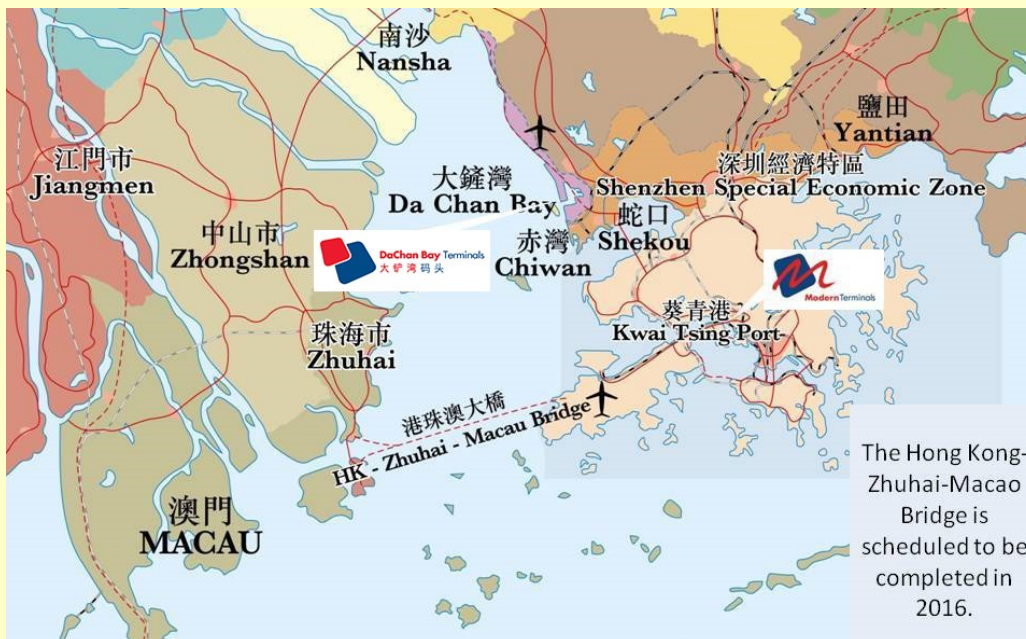 南沙
Nansha
鹽田
Yantian
江門市
Jiangmen
大鏟灣
Da Chan Bay
深圳經濟特區
Shenzhen Special Economic Zone
中山市
Zhongshan
DaChan Bay Terminals
大铲湾码头
赤灣
Chiwan
蛇口
Shekou
Modern Terminals
葵青港
Kwai Tsing Port
珠海市
Zhuhai
港珠澳大橋
HK - Zhuhai - Macau Bridge
澳門
MACAU
The Hong Kong-
Zhuhai-Macao
Bridge is
scheduled to be
completed in
2016.